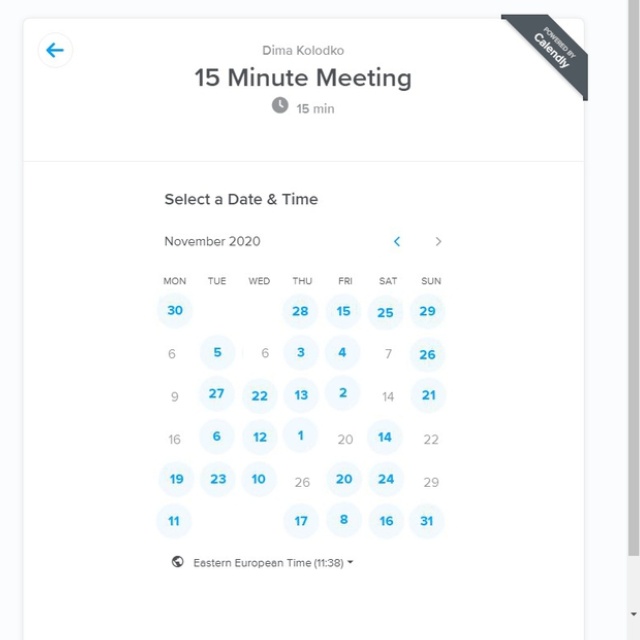 POWERED BY
Calendly
Dima Kolodko
15 Minute Meeting
15 min
Select a Date & Time
November 2020
MON TUE WED THU FRI SAT SUN
30 28 15 25 29
6 5 6 3 4 7 26
9 27 22 13 2 14 21
16 6 12 1 20 14 22
19 23 10 26 20 24 29
11 17 8 16 31
Eastern European Time (11:38)